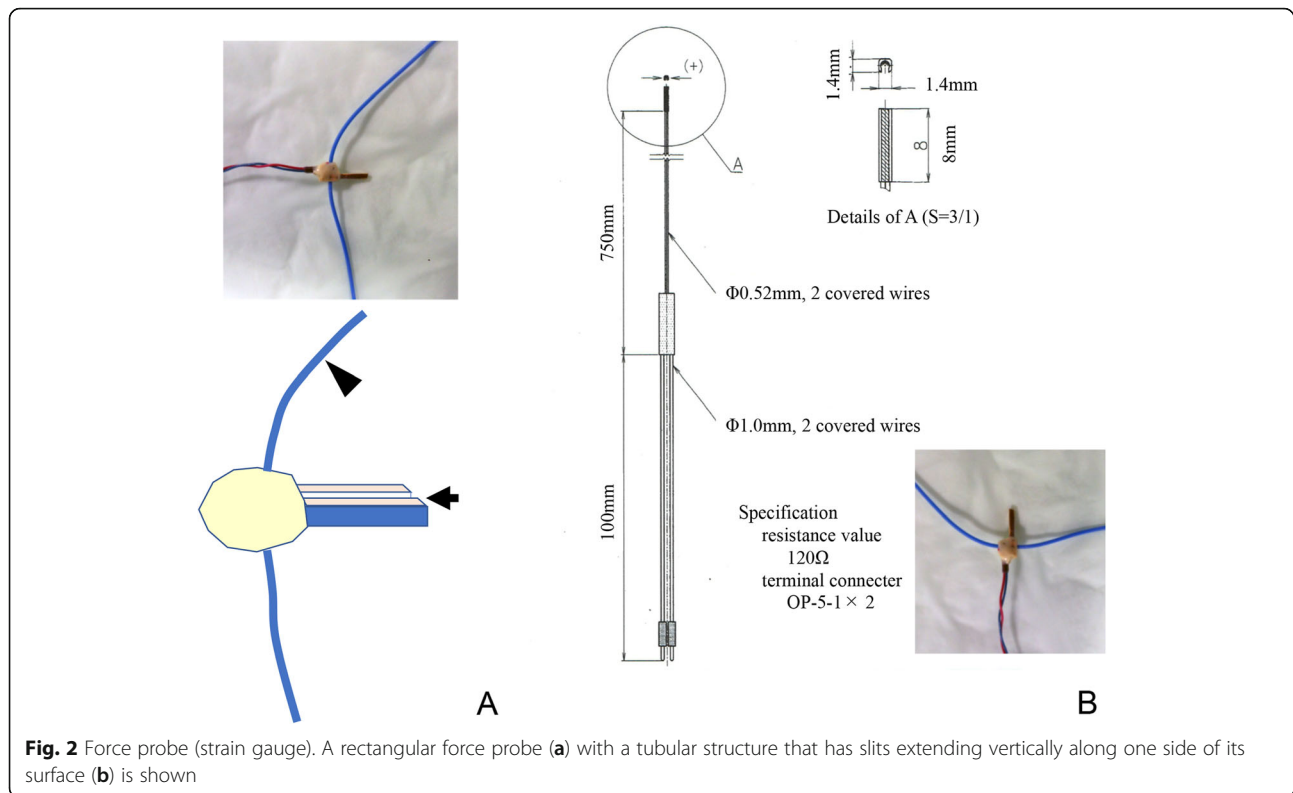 (+)
A
750mm
100mm
Φ0.52mm, 2 covered wires
Φ1.0mm, 2 covered wires
1.4mm
1.4mm
8
8mm
Details of A (S=3/1)
Specification
resistance value
120Ω
terminal connecter
OP-5-1 × 2
A
B
Fig. 2 Force probe (strain gauge). A rectangular force probe (a) with a tubular structure that has slits extending vertically along one side of its
surface (b) is shown